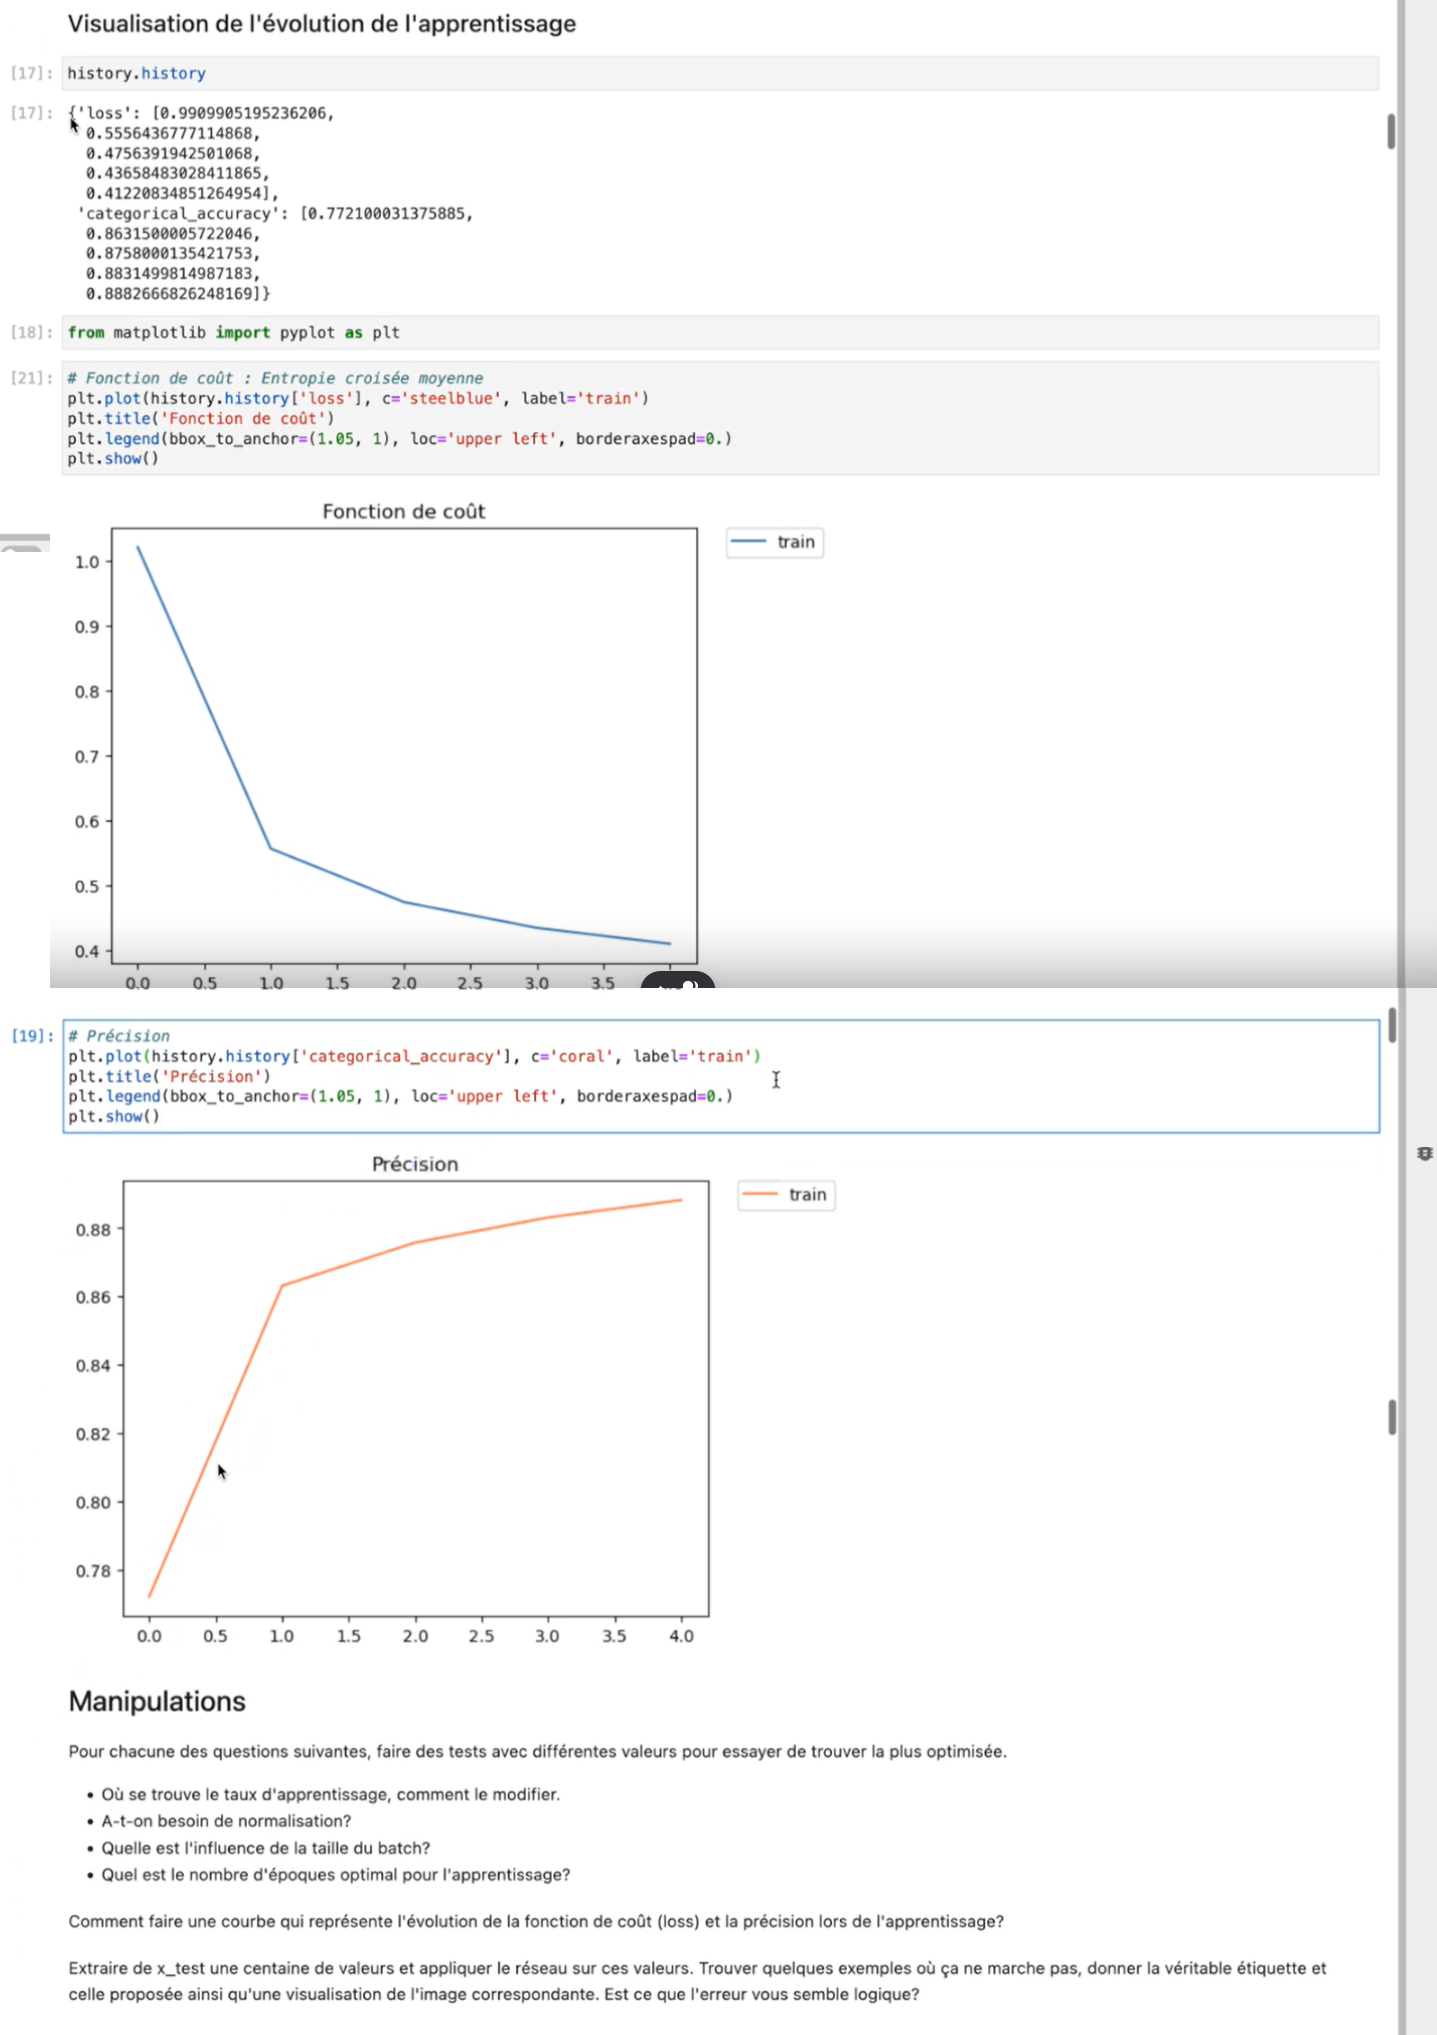 Visualisation de l'évolution de l'apprentissage
[17]: history.history
[17]: {'loss': [0.9909905195236206,
0.5556436777114868,
0.4756391942501068,
0.43658483028411865,
0.41220834851264954],
'categorical_accuracy': [0.772100031375885,
0.8631500005722046,
0.8758000135421753,
0.8831499814987183,
0.8882666826248169]}
[18]: from matplotlib import pyplot as plt
[21]: # Fonction de coût : Entropie croisée moyenne
plt.plot(history.history['loss'], c='steelblue', label='train')
plt.title('Fonction de coût')
plt.legend(bbox_to_anchor=(1.05, 1), loc='upper left', borderaxespad=0.)
plt.show()
Fonction de coût
train
1.0
0.9
0.8
0.7
0.6
0.5
0.4
0.0 0.5 1.0 1.5 2.0 2.5 3.0 3.5
[19]: # Précision
plt.plot(history.history['categorical_accuracy'], c='coral', label='train')
plt.title('Précision')
plt.legend(bbox_to_anchor=(1.05, 1), loc='upper left', borderaxespad=0.)
plt.show()
Précision
train
0.88
0.86
0.84
0.82
0.80
0.78
0.0 0.5 1.0 1.5 2.0 2.5 3.0 3.5 4.0
Manipulations
Pour chacune des questions suivantes, faire des tests avec différentes valeurs pour essayer de trouver la plus optimisée.
• Où se trouve le taux d'apprentissage, comment le modifier.
• A-t-on besoin de normalisation?
• Quelle est l'influence de la taille du batch?
• Quel est le nombre d'époques optimal pour l'apprentissage?
Comment faire une courbe qui représente l'évolution de la fonction de coût (loss) et la précision lors de l'apprentissage?
Extraire de x_test une centaine de valeurs et appliquer le réseau sur ces valeurs. Trouver quelques exemples où ça ne marche pas, donner la véritable étiquette et
celle proposée ainsi qu'une visualisation de l'image correspondante. Est ce que l'erreur vous semble logique?